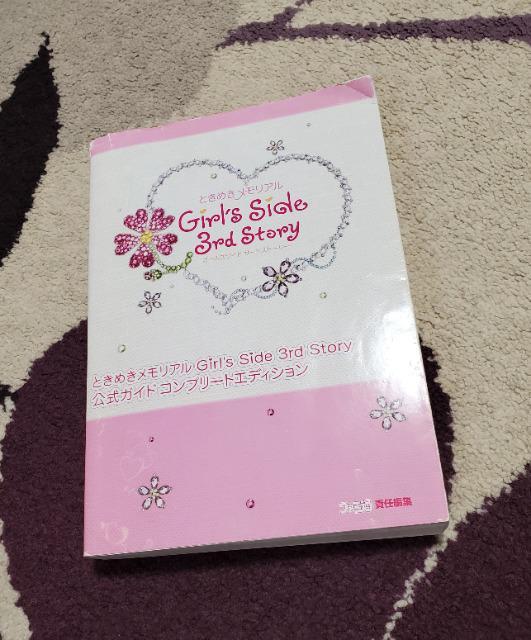 ときめきメモリアル
Girl's Side
3rd Story
ときめきメモリアル Girl's Side 3rd Story
公式ガイド コンプリートエディション
ファミ通 責任編集